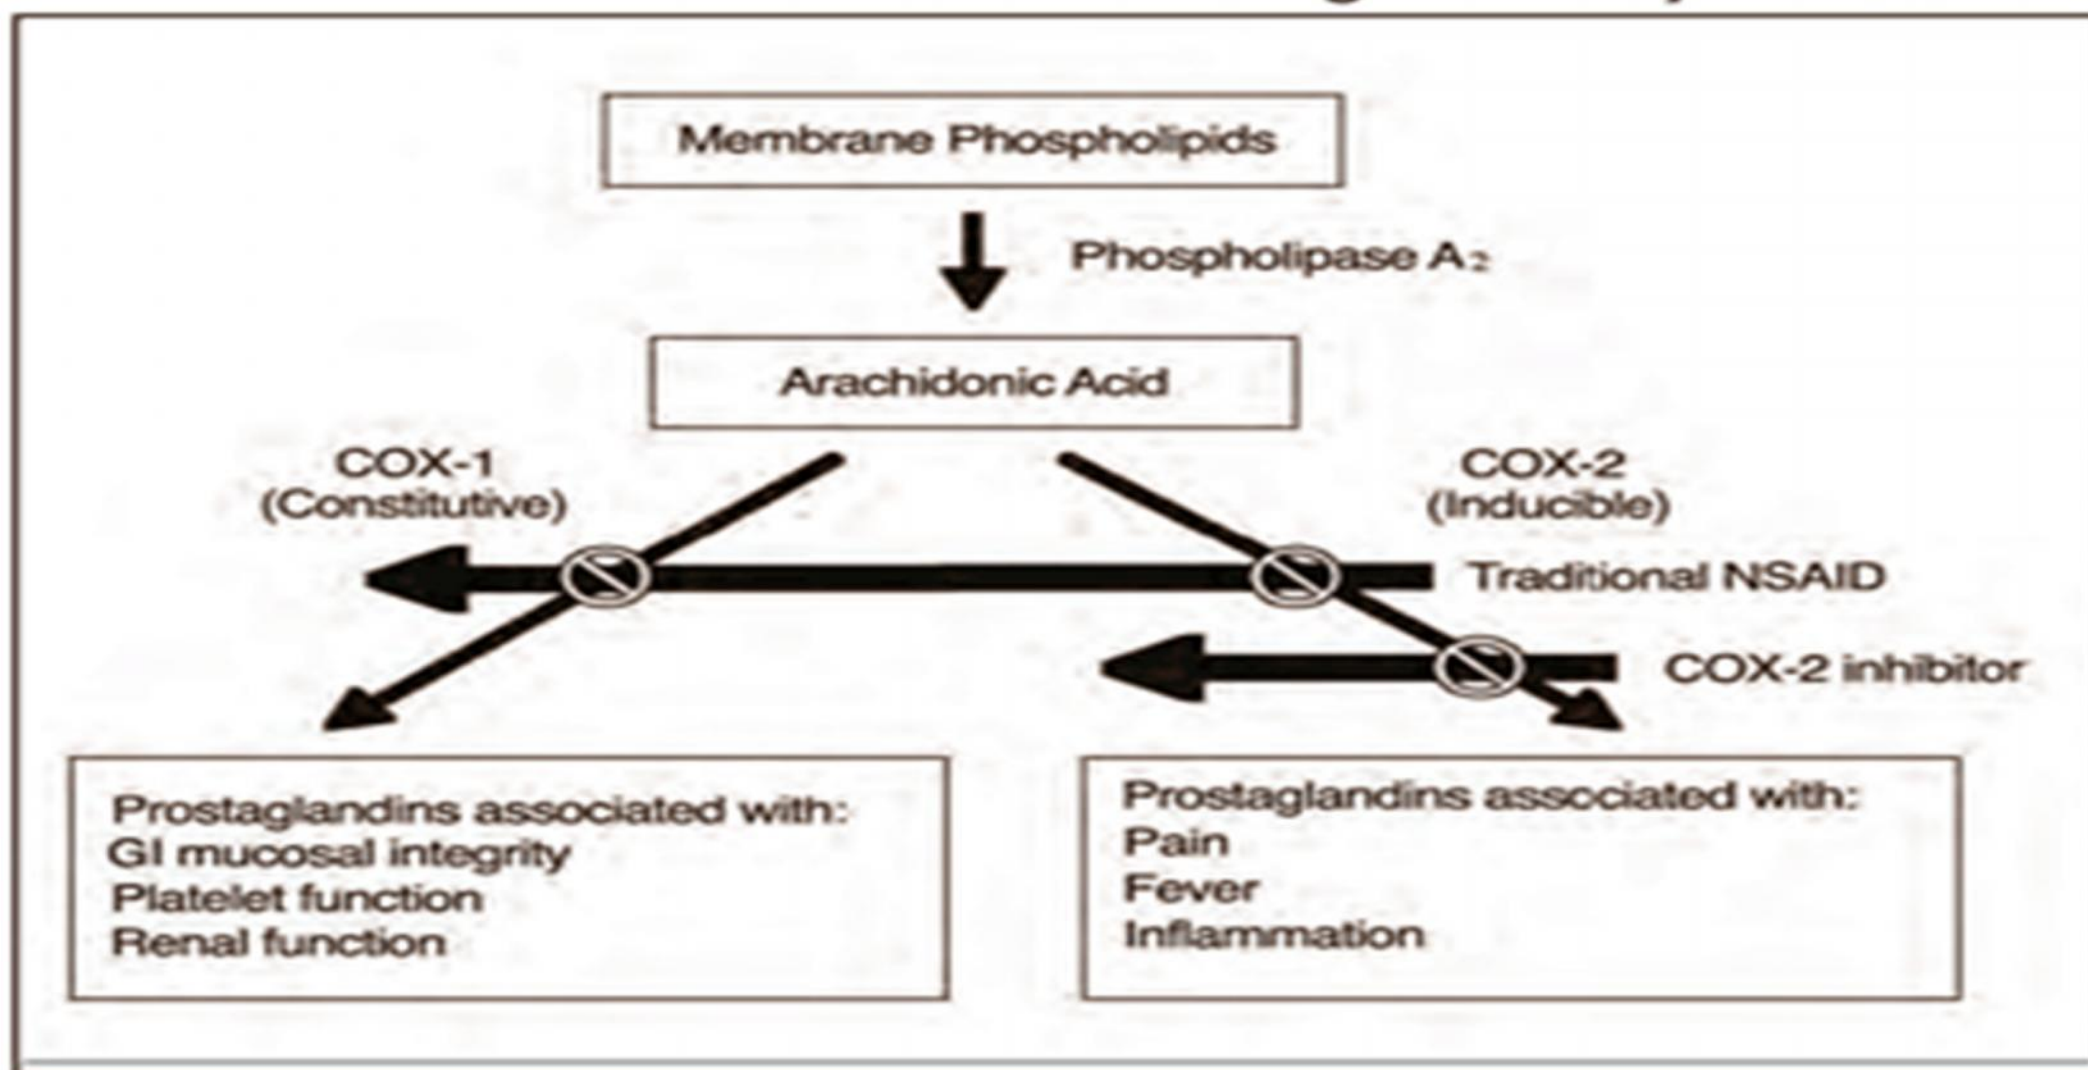 Membrane Phospholipids
Phospholipase A₂
Arachidonic Acid
COX-1
(Constitutive)
COX-2
(Inducible)
Traditional NSAID
COX-2 inhibitor
Prostaglandins associated with:
GI mucosal integrity
Platelet function
Renal function
Prostaglandins associated with:
Pain
Fever
Inflammation